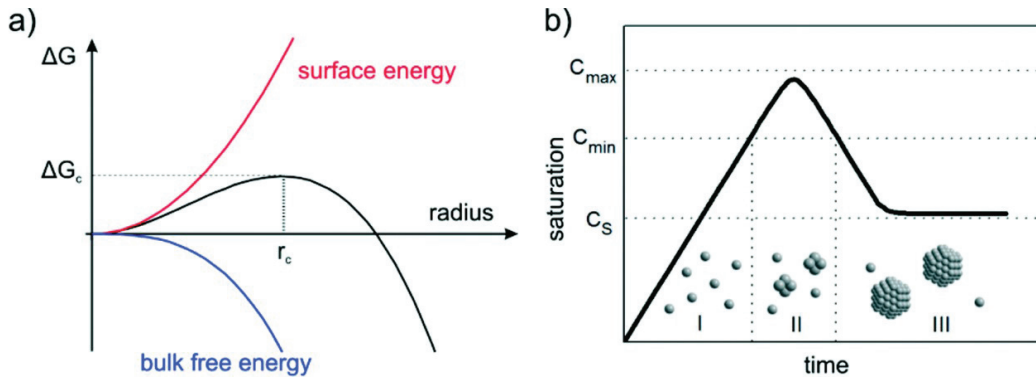 a)
ΔG
surface energy
ΔGc
radius
rc
bulk free energy
b)
saturation
Cmax
Cmin
CS
I
II
III
time